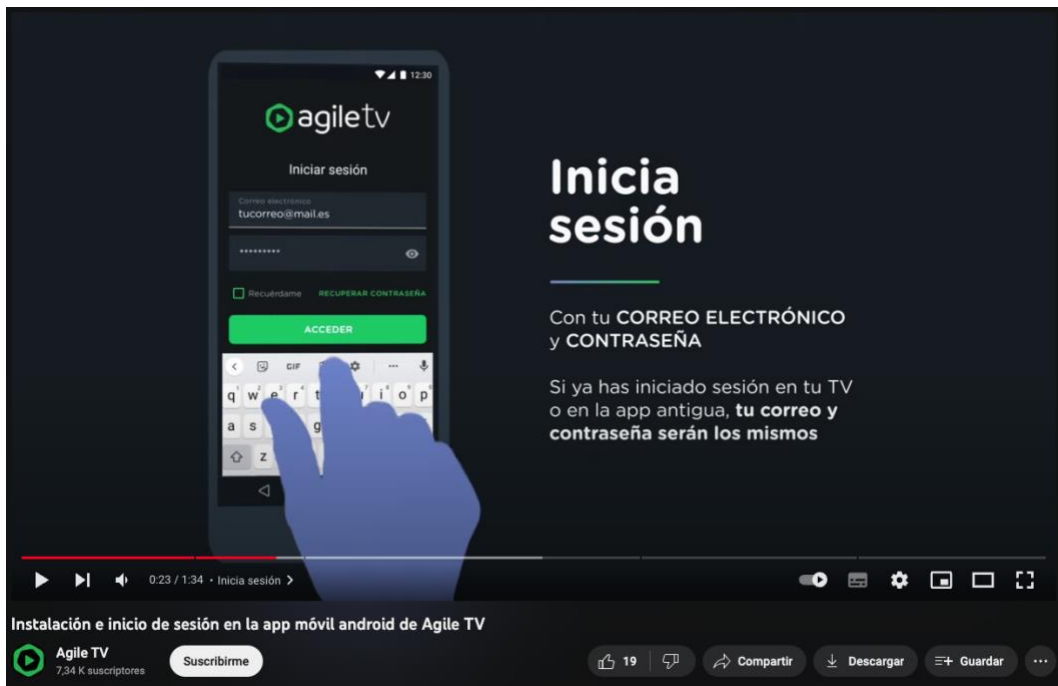 12:30
agiletv
Iniciar sesión
Correo electrónico
tucorreo@mail.es
•••••••••
Recuérdame RECUPERAR CONTRASEÑA
ACCEDER
GIF
q w e r t i o p
a s g
z
Inicia
sesión
Con tu CORREO ELECTRÓNICO
y CONTRASEÑA
Si ya has iniciado sesión en tu TV
o en la app antigua, tu correo y
contraseña serán los mismos
0:23 / 1:34 • Inicia sesión >
Instalación e inicio de sesión en la app móvil android de Agile TV
Agile TV
7,34 K suscriptores
Suscribirme
19
Compartir
Descargar
Guardar